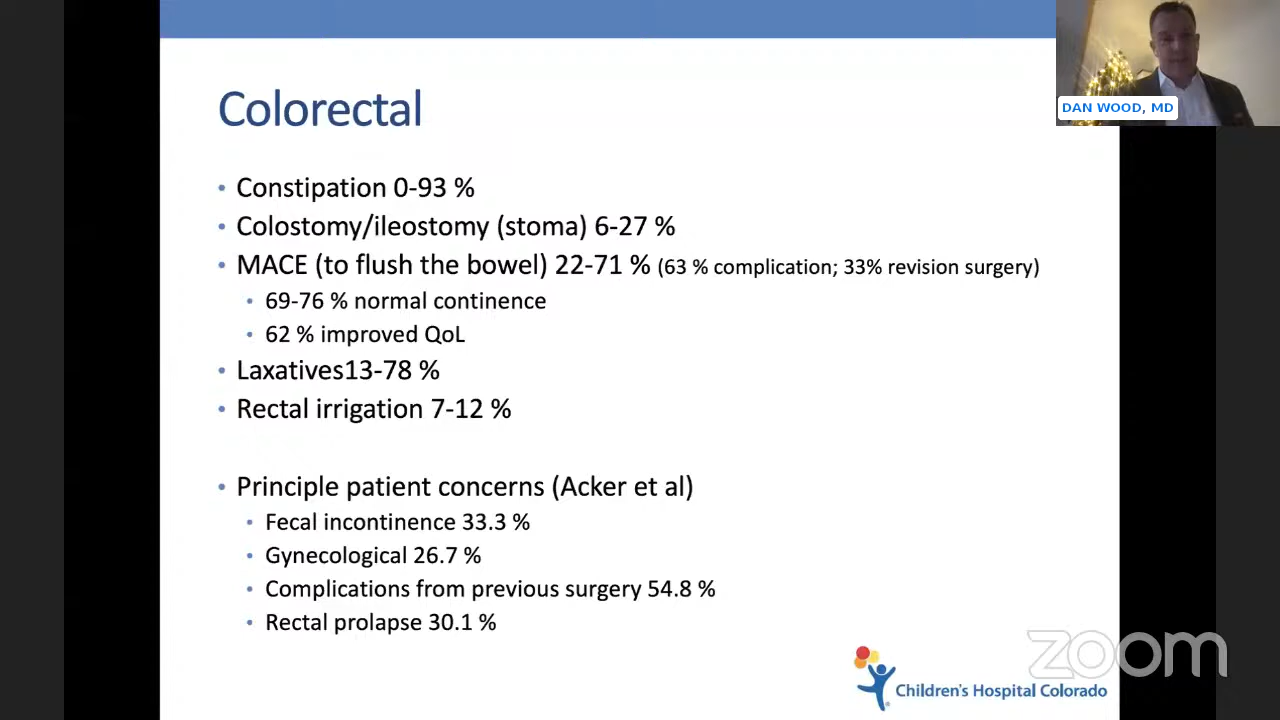 DAN WOOD, MD
Colorectal
• Constipation 0-93 %
• Colostomy/ileostomy (stoma) 6-27 %
• MACE (to flush the bowel) 22-71 % (63 % complication; 33% revision surgery)
• 69-76 % normal continence
• 62 % improved QoL
• Laxatives13-78 %
• Rectal irrigation 7-12 %
• Principle patient concerns (Acker et al)
• Fecal incontinence 33.3 %
• Gynecological 26.7 %
• Complications from previous surgery 54.8 %
• Rectal prolapse 30.1 %
Children's Hospital Colorado
zoom